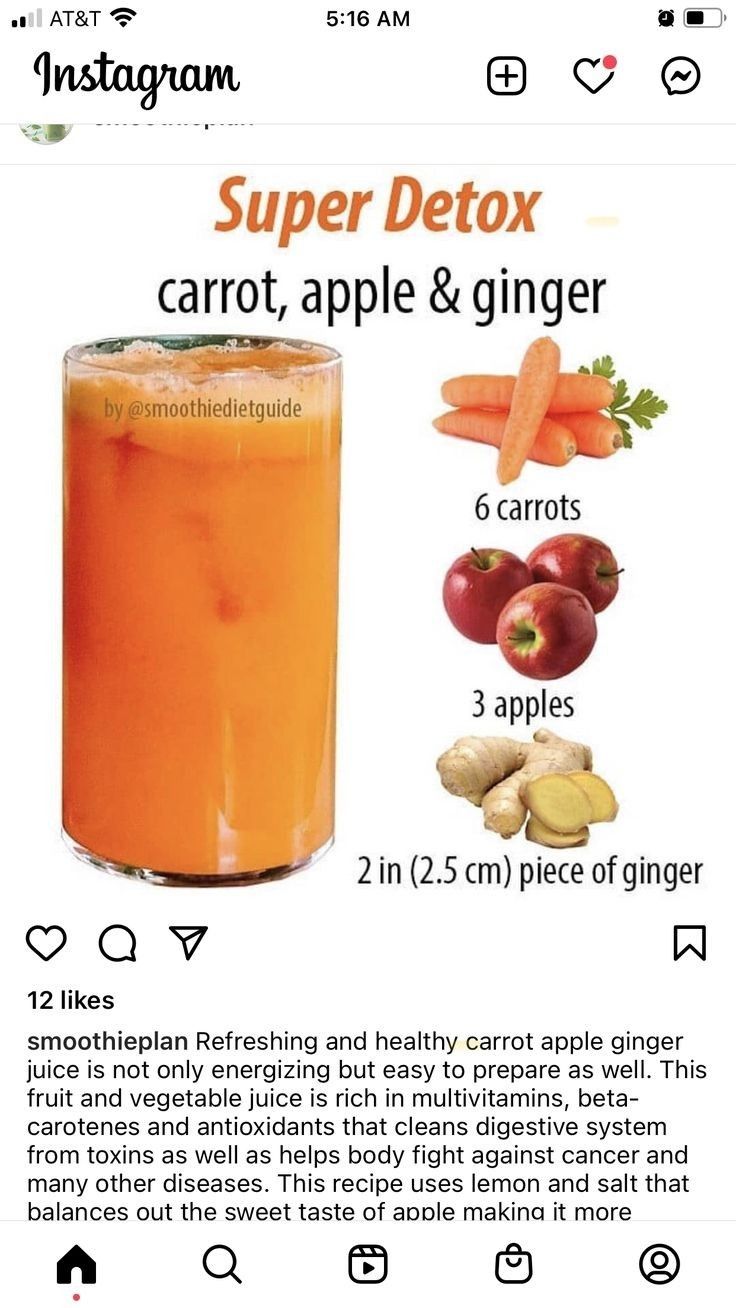 AT&T
5:16 AM
Instagram
Super Detox
carrot, apple & ginger
by @smoothiedietguide
6 carrots
3 apples
2 in (2.5 cm) piece of ginger
12 likes
smoothieplan Refreshing and healthy carrot apple ginger
juice is not only energizing but easy to prepare as well. This
fruit and vegetable juice is rich in multivitamins, beta-
carotenes and antioxidants that cleans digestive system
from toxins as well as helps body fight against cancer and
many other diseases. This recipe uses lemon and salt that
balances out the sweet taste of apple making it more